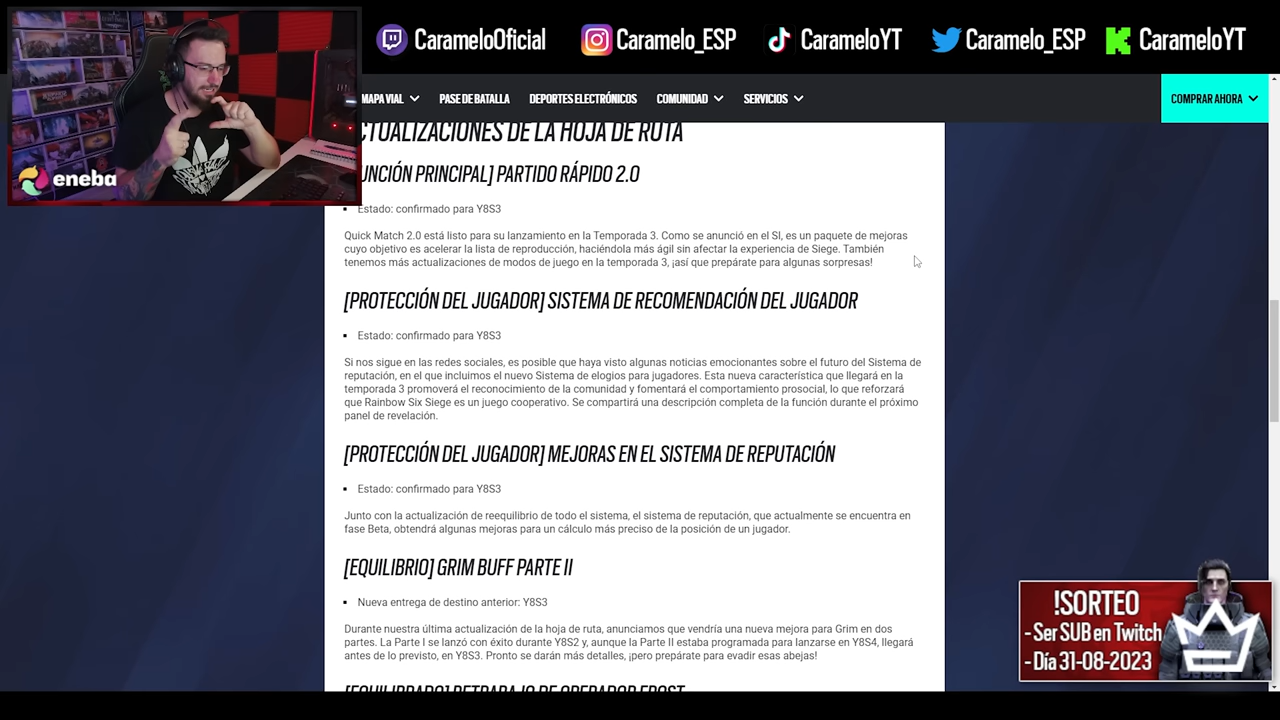 CarameloOficial
Caramelo_ESP
CarameloYT
Caramelo_ESP
CarameloYT
eneba
MAPA VIAL
PASE DE BATALLA
DEPORTES ELECTRÓNICOS
COMUNIDAD
SERVICIOS
COMPRAR AHORA
CTUALIZACIONES DE LA HOJA DE RUTA
UNCIÓN PRINCIPAL] PARTIDO RÁPIDO 2.0
Estado: confirmado para Y8S3
Quick Match 2.0 está listo para su lanzamiento en la Temporada 3. Como se anunció en el SI, es un paquete de mejoras
cuyo objetivo es acelerar la lista de reproducción, haciéndola más ágil sin afectar la experiencia de Siege. También
tenemos más actualizaciones de modos de juego en la temporada 3, ¡así que prepárate para algunas sorpresas!
[PROTECCIÓN DEL JUGADOR] SISTEMA DE RECOMENDACIÓN DEL JUGADOR
Estado: confirmado para Y8S3
Si nos sigue en las redes sociales, es posible que haya visto algunas noticias emocionantes sobre el futuro del Sistema de
reputación, en el que incluimos el nuevo Sistema de elogios para jugadores. Esta nueva característica que llegará en la
temporada 3 promoverá el reconocimiento de la comunidad y fomentará el comportamiento prosocial, lo que reforzará
que Rainbow Six Siege es un juego cooperativo. Se compartirá una descripción completa de la función durante el próximo
panel de revelación.
[PROTECCIÓN DEL JUGADOR] MEJORAS EN EL SISTEMA DE REPUTACIÓN
Estado: confirmado para Y8S3
Junto con la actualización de reequilibrio de todo el sistema, el sistema de reputación, que actualmente se encuentra en
fase Beta, obtendrá algunas mejoras para un cálculo más preciso de la posición de un jugador.
[EQUILIBRIO] GRIM BUFF PARTE II
Nueva entrega de destino anterior: Y8S3
Durante nuestra última actualización de la hoja de ruta, anunciamos que vendría una nueva mejora para Grim en dos
partes. La Parte I se lanzó con éxito durante Y8S2 y, aunque la Parte II estaba programada para lanzarse en Y8S4, llegará
antes de lo previsto, en Y8S3. Pronto se darán más detalles, ¡pero prepárate para evadir esas abejas!
[EQUILIBRADO] RETRABAJO DE OPERADOR FROST
!SORTEO
- Ser SUB en Twitch
- Día 31-08-2023